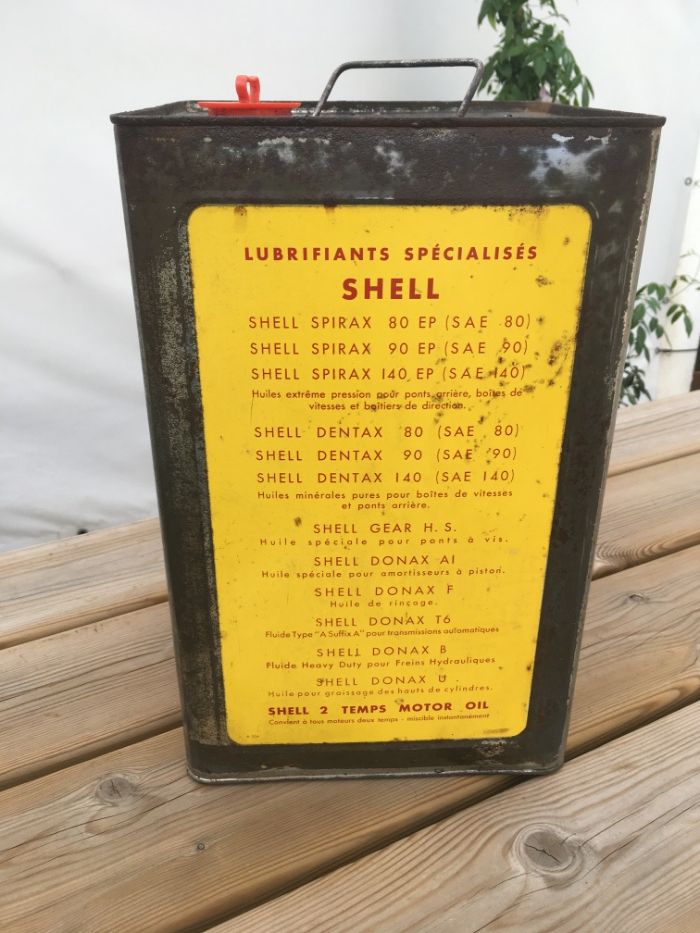 LUBRIFIANTS SPÉCIALISÉS
SHELL
SHELL SPIRAX 80 EP (SAE 80)
SHELL SPIRAX 90 EP (SAE 90)
SHELL SPIRAX 140 EP (SAE 140)
Huiles extrême pression pour ponts arrière, boîtes de
vitesses et boîtiers de direction.
SHELL DENTAX 80 (SAE 80)
SHELL DENTAX 90 (SAE 90)
SHELL DENTAX 140 (SAE 140)
Huiles minérales pures pour boîtes de vitesses
et ponts arrière.
SHELL GEAR H. S.
Huile spéciale pour ponts à vis.
SHELL DONAX A1
Huile spéciale pour amortisseurs à piston.
SHELL DONAX F
Huile de rinçage.
SHELL DONAX T6
Fluide Type "A Suffix A" pour transmissions automatiques
SHELL DONAX B
Fluide Heavy Duty pour Freins Hydrauliques
SHELL DONAX U
Huile pour graissage des hauts de cylindres.
SHELL 2 TEMPS MOTOR OIL
Convient à tous moteurs deux temps - miscible instantanément